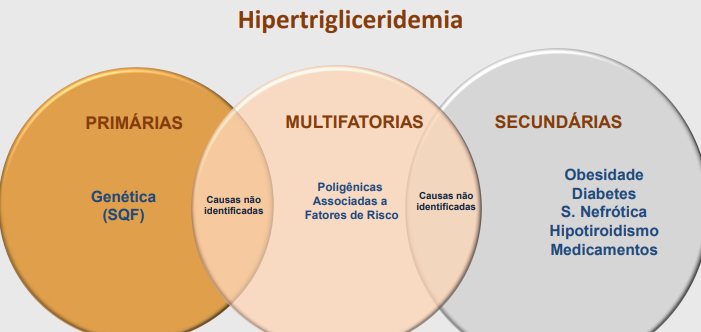 Hipertrigliceridemia
PRIMÁRIAS
Genética
(SQF)
Causas não
identificadas
MULTIFATORIAS
Poligênicas
Associadas a
Fatores de Risco
Causas não
identificadas
SECUNDÁRIAS
Obesidade
Diabetes
S. Nefrótica
Hipotiroidismo
Medicamentos